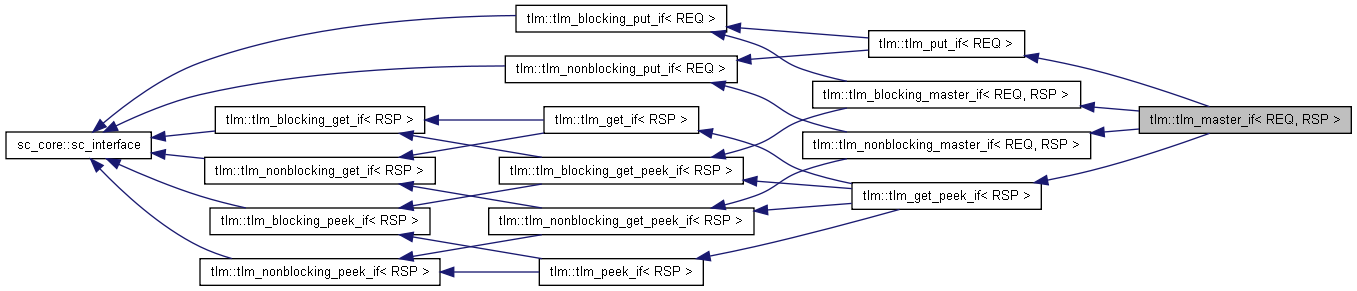 tlm::tlm_blocking_put_if< REQ >
tlm::tlm_put_if< REQ >
tlm::tlm_nonblocking_put_if< REQ >
tlm::tlm_blocking_master_if< REQ, RSP >
tlm::tlm_blocking_get_if< RSP >
tlm::tlm_get_if< RSP >
tlm::tlm_master_if< REQ, RSP >
sc_core::sc_interface
tlm::tlm_nonblocking_master_if< REQ, RSP >
tlm::tlm_nonblocking_get_if< RSP >
tlm::tlm_blocking_get_peek_if< RSP >
tlm::tlm_get_peek_if< RSP >
tlm::tlm_blocking_peek_if< RSP >
tlm::tlm_nonblocking_get_peek_if< RSP >
tlm::tlm_nonblocking_peek_if< RSP >
tlm::tlm_peek_if< RSP >